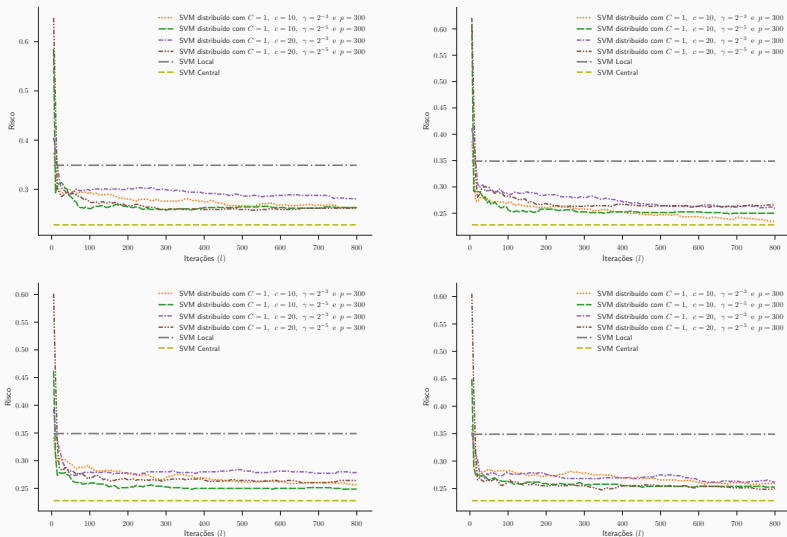 SVM distribuído com C = 1, c = 10, γ = 2⁻³ e p = 300
SVM distribuído com C = 1, c = 10, γ = 2⁻⁵ e p = 300
SVM distribuído com C = 1, c = 20, γ = 2⁻³ e p = 300
SVM distribuído com C = 1, c = 20, γ = 2⁻⁵ e p = 300
SVM Local
SVM Central
Risco
0.6
0.5
0.4
0.3
0 100 200 300 400 500 600 700 800
Iterações (l)
SVM distribuído com C = 1, c = 10, γ = 2⁻³ e p = 300
SVM distribuído com C = 1, c = 10, γ = 2⁻⁵ e p = 300
SVM distribuído com C = 1, c = 20, γ = 2⁻³ e p = 300
SVM distribuído com C = 1, c = 20, γ = 2⁻⁵ e p = 300
SVM Local
SVM Central
Risco
0.60
0.55
0.50
0.45
0.40
0.35
0.30
0.25
0 100 200 300 400 500 600 700 800
Iterações (l)
SVM distribuído com C = 1, c = 10, γ = 2⁻³ e p = 300
SVM distribuído com C = 1, c = 10, γ = 2⁻⁵ e p = 300
SVM distribuído com C = 1, c = 20, γ = 2⁻³ e p = 300
SVM distribuído com C = 1, c = 20, γ = 2⁻⁵ e p = 300
SVM Local
SVM Central
Risco
0.60
0.55
0.50
0.45
0.40
0.35
0.30
0.25
0 100 200 300 400 500 600 700 800
Iterações (l)
SVM distribuído com C = 1, c = 10, γ = 2⁻³ e p = 300
SVM distribuído com C = 1, c = 10, γ = 2⁻⁵ e p = 300
SVM distribuído com C = 1, c = 20, γ = 2⁻³ e p = 300
SVM distribuído com C = 1, c = 20, γ = 2⁻⁵ e p = 300
SVM Local
SVM Central
Risco
0.60
0.55
0.50
0.45
0.40
0.35
0.30
0.25
0 100 200 300 400 500 600 700 800
Iterações (l)